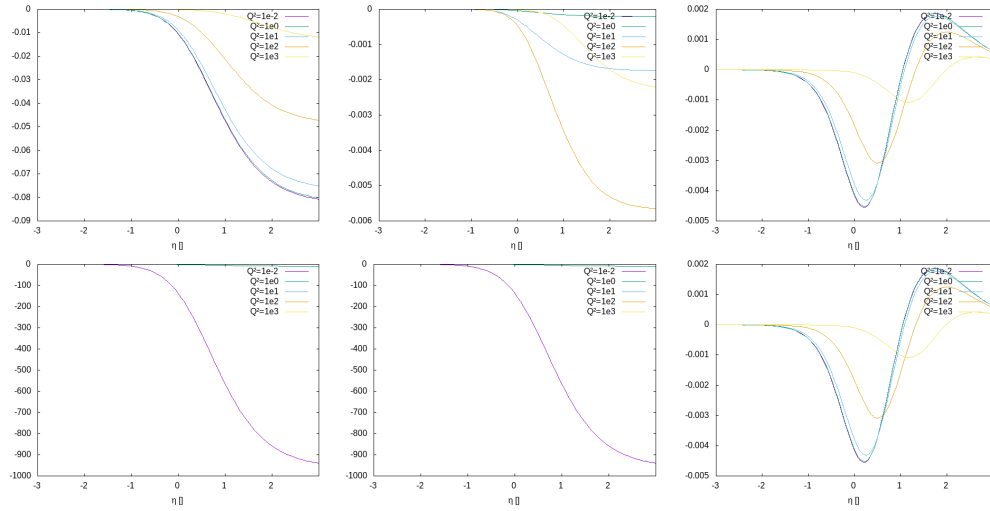 0
-0.01
-0.02
-0.03
-0.04
-0.05
-0.06
-0.07
-0.08
-0.09
-3 -2 -1 0 1 2 3
η []
Q²=1e-2
Q²=1e0
Q²=1e1
Q²=1e2
Q²=1e3
0.000
-0.001
-0.002
-0.003
-0.004
-0.005
-0.006
-3 -2 -1 0 1 2 3
η []
Q²=1e-2
Q²=1e0
Q²=1e1
Q²=1e2
Q²=1e3
0.002
0.001
0
-0.001
-0.002
-0.003
-0.004
-0.005
-3 -2 -1 0 1 2 3
η []
Q²=1e-2
Q²=1e0
Q²=1e1
Q²=1e2
Q²=1e3
0
-100
-200
-300
-400
-500
-600
-700
-800
-900
-1000
-3 -2 -1 0 1 2 3
η []
Q²=1e-2
Q²=1e0
Q²=1e1
Q²=1e2
Q²=1e3
0
-100
-200
-300
-400
-500
-600
-700
-800
-900
-1000
-3 -2 -1 0 1 2 3
η []
Q²=1e-2
Q²=1e0
Q²=1e1
Q²=1e2
Q²=1e3
0.002
0.001
0
-0.001
-0.002
-0.003
-0.004
-0.005
-3 -2 -1 0 1 2 3
η []
Q²=1e-2
Q²=1e0
Q²=1e1
Q²=1e2
Q²=1e3